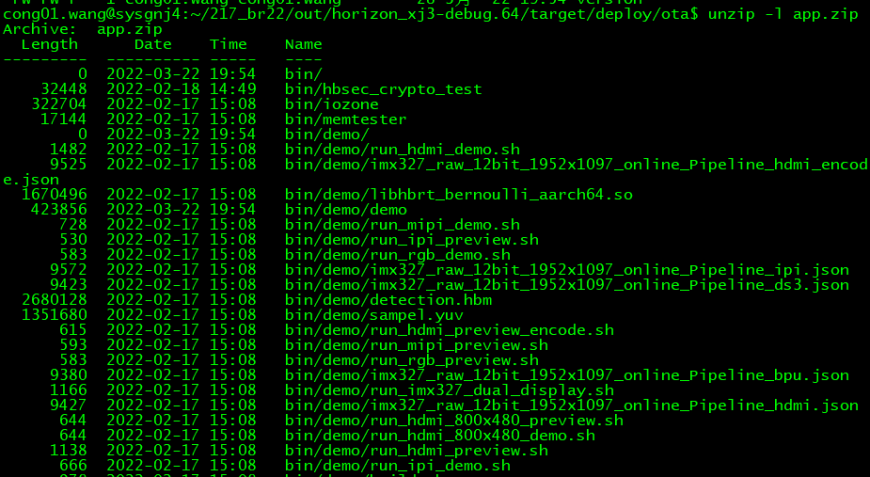 cong01.wang@sysgnj4:~/217_br22/out/horizon_xj3-debug.64/target/deploy/ota$ unzip -l app.zip
Archive:  app.zip
  Length      Date    Time    Name
---------  ---------- -----   ----
        0  2022-03-22 19:54   bin/
    32448  2022-02-18 14:49   bin/hbsec_crypto_test
   322704  2022-02-17 15:08   bin/iozone
    17144  2022-02-17 15:08   bin/memtester
        0  2022-03-22 19:54   bin/demo/
     1482  2022-02-17 15:08   bin/demo/run_hdmi_demo.sh
     9525  2022-02-17 15:08   bin/demo/imx327_raw_12bit_1952x1097_online_Pipeline_hdmi_encod
e.json
  1670496  2022-02-17 15:08   bin/demo/libhbrt_bernoulli_aarch64.so
   423856  2022-03-22 19:54   bin/demo/demo
      728  2022-02-17 15:08   bin/demo/run_mipi_demo.sh
      530  2022-02-17 15:08   bin/demo/run_ipi_preview.sh
      583  2022-02-17 15:08   bin/demo/run_rgb_demo.sh
     9572  2022-02-17 15:08   bin/demo/imx327_raw_12bit_1952x1097_online_Pipeline_ipi.json
     9423  2022-02-17 15:08   bin/demo/imx327_raw_12bit_1952x1097_online_Pipeline_ds3.json
  2680128  2022-02-17 15:08   bin/demo/detection.hbm
  1351680  2022-02-17 15:08   bin/demo/sampel.yuv
      615  2022-02-17 15:08   bin/demo/run_hdmi_preview_encode.sh
      593  2022-02-17 15:08   bin/demo/run_mipi_preview.sh
      583  2022-02-17 15:08   bin/demo/run_rgb_preview.sh
     9380  2022-02-17 15:08   bin/demo/imx327_raw_12bit_1952x1097_online_Pipeline_bpu.json
     1166  2022-02-17 15:08   bin/demo/run_imx327_dual_display.sh
     9427  2022-02-17 15:08   bin/demo/imx327_raw_12bit_1952x1097_online_Pipeline_hdmi.json
      644  2022-02-17 15:08   bin/demo/run_hdmi_800x480_preview.sh
      644  2022-02-17 15:08   bin/demo/run_hdmi_800x480_demo.sh
     1138  2022-02-17 15:08   bin/demo/run_hdmi_preview.sh
      666  2022-02-17 15:08   bin/demo/run_ipi_demo.sh